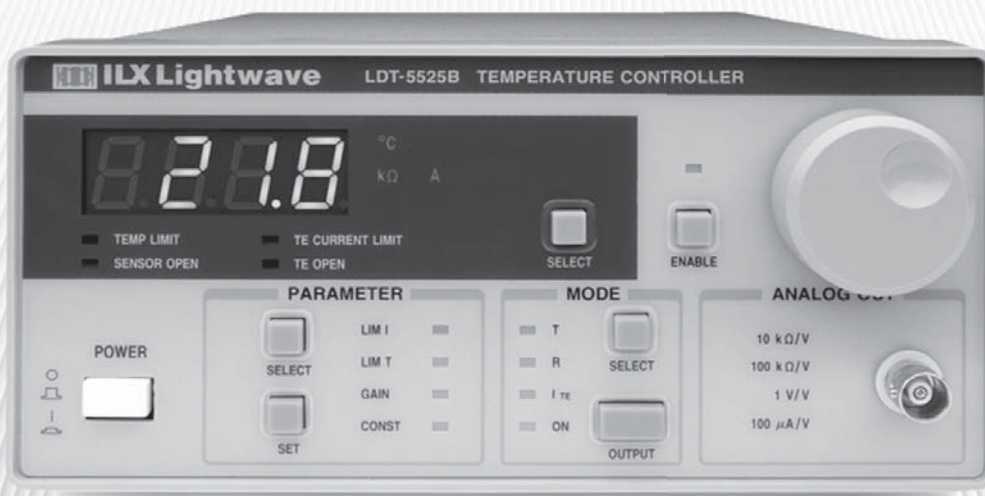 ILX Lightwave LDT-5525B TEMPERATURE CONTROLLER
21.8
°C
kΩ A
TEMP LIMIT TE CURRENT LIMIT
SENSOR OPEN TE OPEN
SELECT
ENABLE
POWER
PARAMETER
SELECT
SET
LIM I
LIM T
GAIN
CONST
MODE
T
R
I TE
ON
SELECT
OUTPUT
ANALOG OUT
10 kΩ/V
100 kΩ/V
1 V/V
100 μA/V